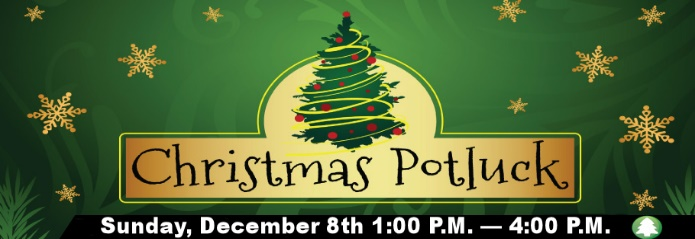 Christmas Potluck
Sunday, December 8th 1:00 P.M. — 4:00 P.M.